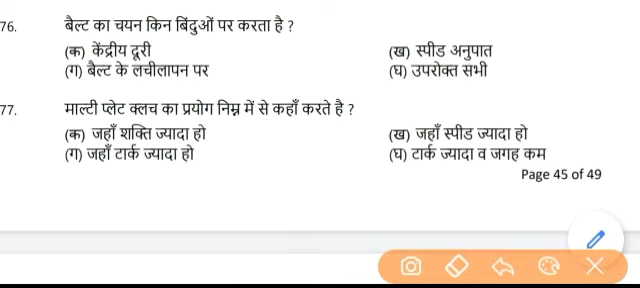 76. बैल्ट का चयन किन बिंदुओं पर करता है ?
(क) केंद्रीय दूरी (ख) स्पीड अनुपात
(ग) बैल्ट के लचीलापन पर (घ) उपरोक्त सभी
77. माल्टी प्लेट क्लच का प्रयोग निम्न में से कहाँ करते है ?
(क) जहाँ शक्ति ज्यादा हो (ख) जहाँ स्पीड ज्यादा हो
(ग) जहाँ टार्क ज्यादा हो (घ) टार्क ज्यादा व जगह कम
Page 45 of 49